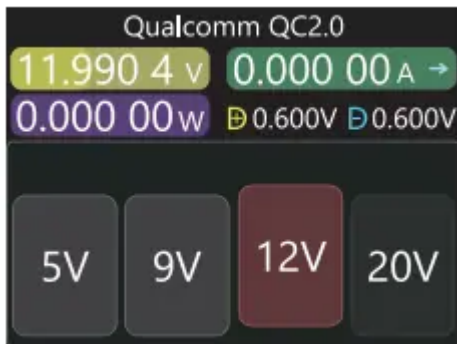 Qualcomm QC2.0
11.990 4 V 0.000 00 A →
0.000 00 W D+ 0.600V D- 0.600V
5V 9V 12V 20V